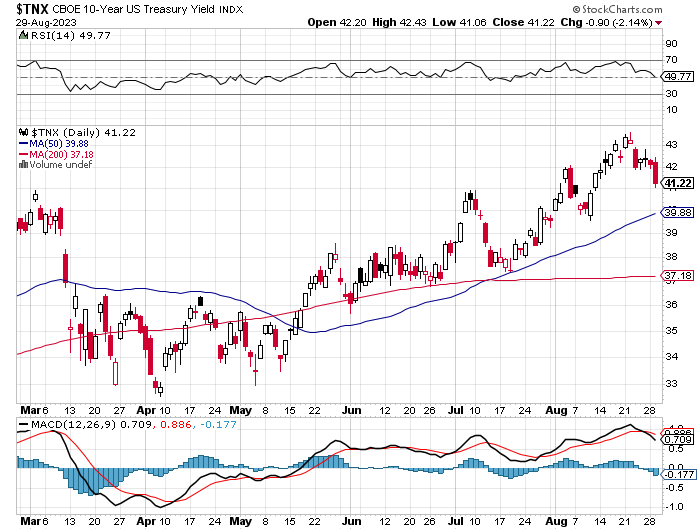 $TNX CBOE 10-Year US Treasury Yield INDX
© StockCharts.com
29-Aug-2023
Open 42.20 High 42.43 Low 41.06 Close 41.22 Chg -0.90 (-2.14%)
RSI(14) 49.77
90
70
49.77
30
10
$TNX (Daily) 41.22
MA(50) 39.88
MA(200) 37.18
Volume undef
43
42
41.22
39.88
39
38
37.18
36
35
34
33
Mar 6 13 20 27 Apr 10 17 24 May 8 15 22 Jun 12 20 26 Jul 10 17 24 Aug 7 14 21 28
MACD(12,26,9) 0.709, 0.886, -0.177
0.886
0.709
0.5
0.0
-0.177
-0.5
-1.0
Mar 6 13 20 27 Apr 10 17 24 May 8 15 22 Jun 12 20 26 Jul 10 17 24 Aug 7 14 21 28